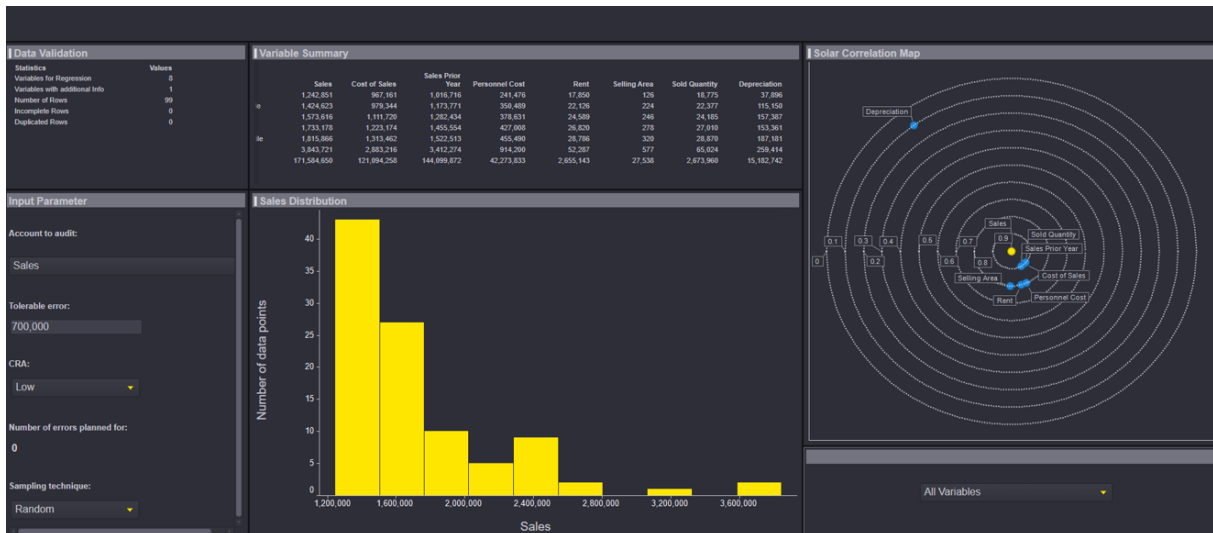 Data Validation
Statistics Values
Variables for Regression 8
Variables with additional Info 1
Number of Rows 99
Incomplete Rows 0
Duplicated Rows 0
Variable Summary
Sales Cost of Sales Sales Prior Year Personnel Cost Rent Selling Area Sold Quantity Depreciation
1,242,851 967,161 1,016,716 241,476 17,850 126 18,775 37,896
le 1,424,623 979,344 1,173,771 350,489 22,126 224 22,377 115,150
1,573,616 1,111,720 1,282,434 378,631 24,589 246 24,185 157,387
1,733,178 1,223,174 1,455,554 427,008 26,820 278 27,010 153,361
ile 1,815,866 1,313,462 1,522,513 455,490 28,786 320 28,870 187,181
3,843,721 2,883,216 3,412,274 914,200 52,287 577 65,024 259,414
171,584,650 121,094,258 144,099,872 42,273,833 2,655,143 27,538 2,673,960 15,182,742
Solar Correlation Map
Depreciation
Sales
0.9
Sold Quantity
Sales Prior Year
0.1 0.3 0.4 0.5 0.7
0 0.2 0.6 0.8
Cost of Sales
Selling Area
Rent
Personnel Cost
All Variables
Input Parameter
Account to audit:
Sales
Tolerable error:
700,000
CRA:
Low
Number of errors planned for:
0
Sampling technique:
Random
Sales Distribution
Number of data points
40
35
30
25
20
15
10
5
0
1,200,000 1,600,000 2,000,000 2,400,000 2,800,000 3,200,000 3,600,000
Sales